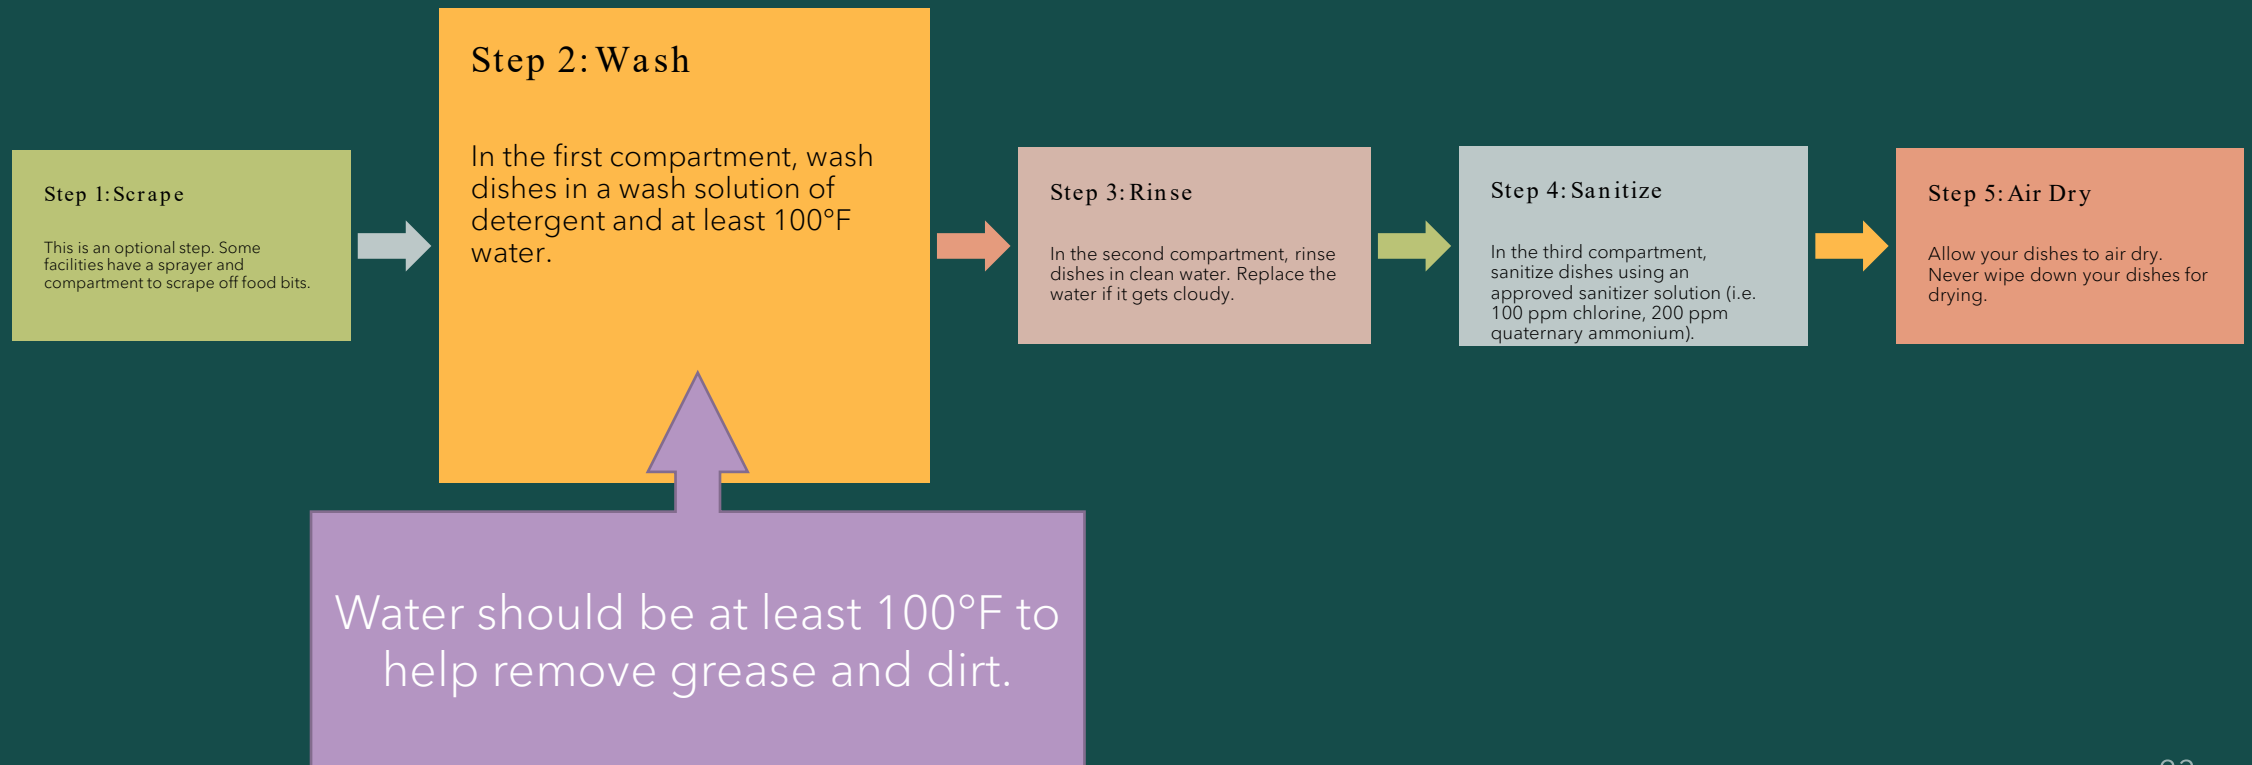 Step 1: Scrape
This is an optional step. Some
facilities have a sprayer and
compartment to scrape off food bits.
Step 2: Wash
In the first compartment, wash
dishes in a wash solution of
detergent and at least 100°F
water.
Water should be at least 100°F to
help remove grease and dirt.
Step 3: Rinse
In the second compartment, rinse
dishes in clean water. Replace the
water if it gets cloudy.
Step 4: Sanitize
In the third compartment,
sanitize dishes using an
approved sanitizer solution (i.e.
100 ppm chlorine, 200 ppm
quaternary ammonium).
Step 5: Air Dry
Allow your dishes to air dry.
Never wipe down your dishes for
drying.